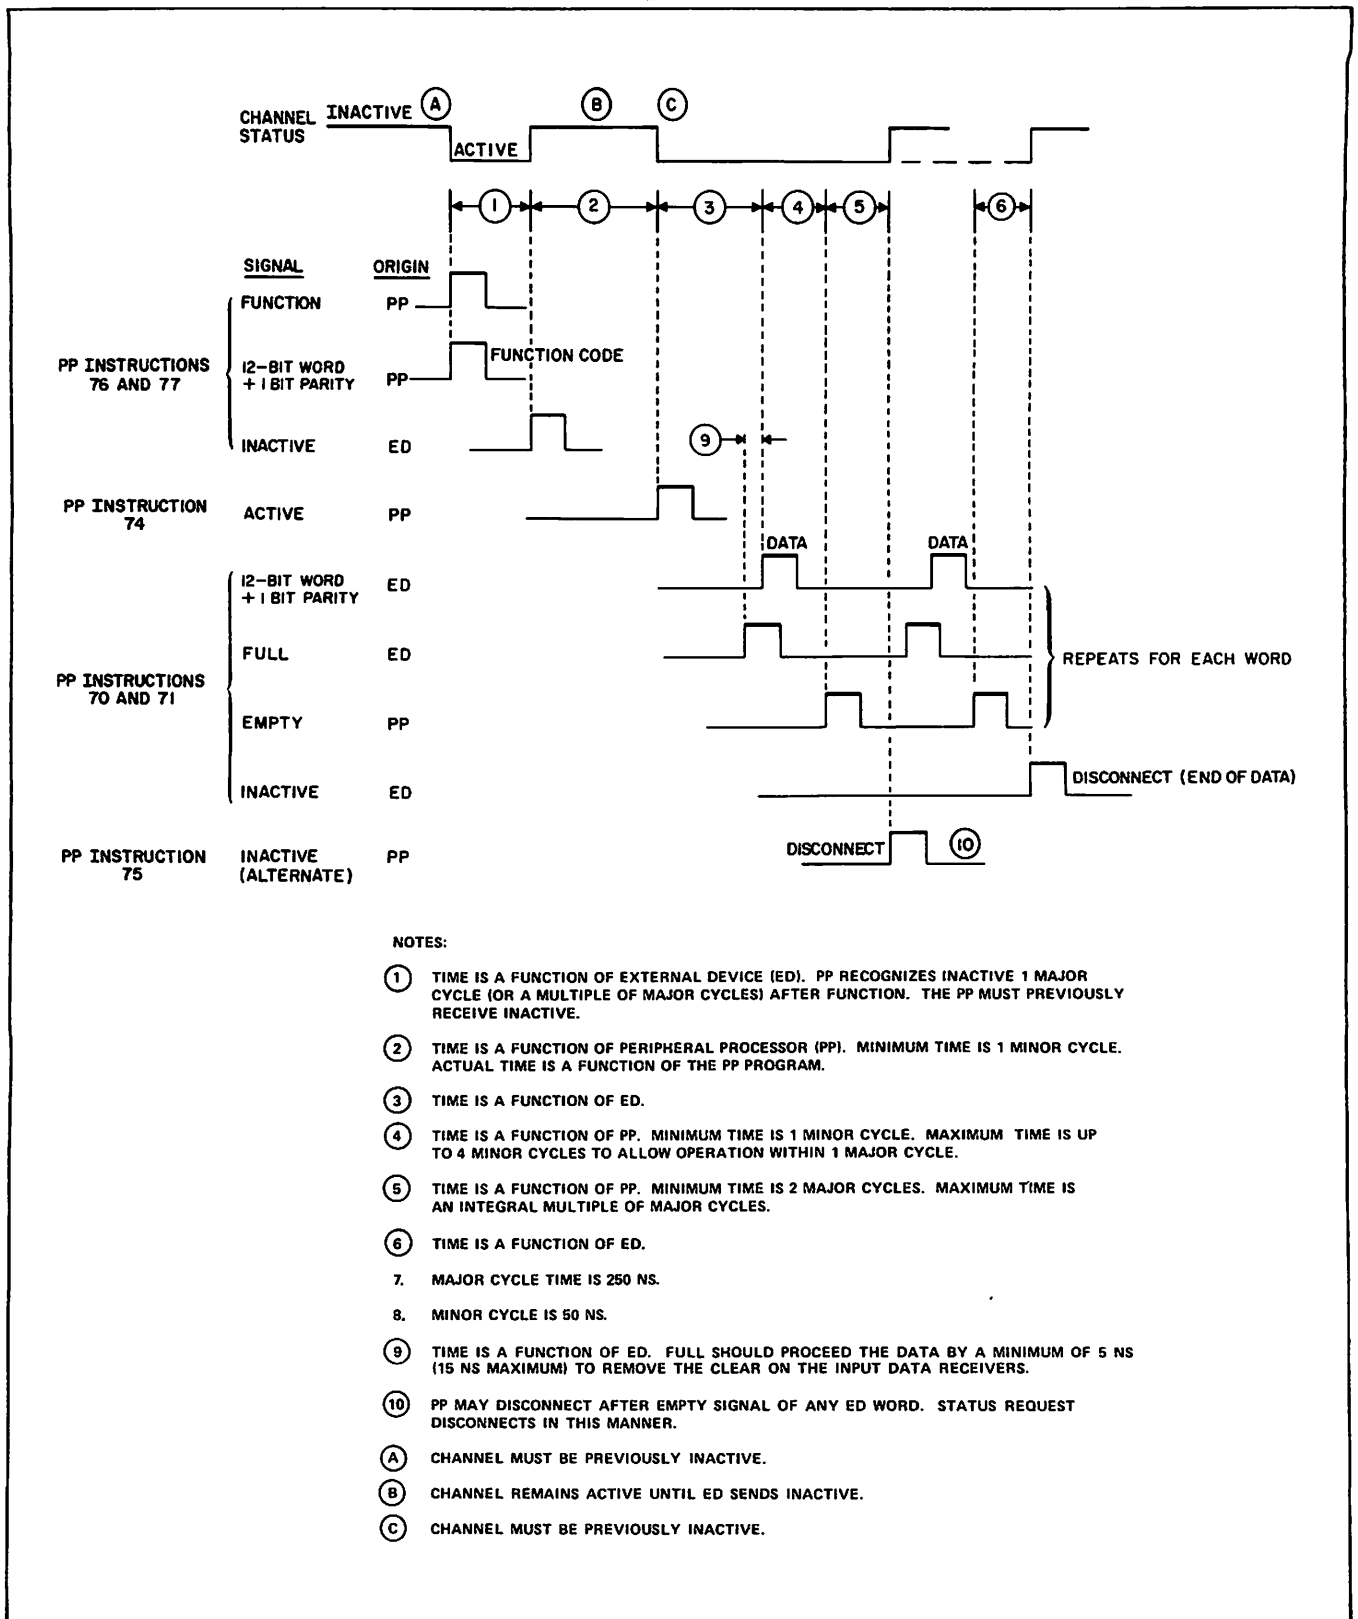 CHANNEL STATUS
INACTIVE
A
B
C
ACTIVE
1
2
3
4
5
6
SIGNAL
ORIGIN
PP INSTRUCTIONS
76 AND 77
FUNCTION
PP
12-BIT WORD
+ 1 BIT PARITY
PP
FUNCTION CODE
INACTIVE
ED
9
PP INSTRUCTION
74
ACTIVE
PP
DATA
DATA
PP INSTRUCTIONS
70 AND 71
12-BIT WORD
+ 1 BIT PARITY
ED
FULL
ED
REPEATS FOR EACH WORD
EMPTY
PP
INACTIVE
ED
DISCONNECT (END OF DATA)
PP INSTRUCTION
75
INACTIVE
(ALTERNATE)
PP
DISCONNECT
10
NOTES:
1 TIME IS A FUNCTION OF EXTERNAL DEVICE (ED). PP RECOGNIZES INACTIVE 1 MAJOR
CYCLE (OR A MULTIPLE OF MAJOR CYCLES) AFTER FUNCTION. THE PP MUST PREVIOUSLY
RECEIVE INACTIVE.
2 TIME IS A FUNCTION OF PERIPHERAL PROCESSOR (PP). MINIMUM TIME IS 1 MINOR CYCLE.
ACTUAL TIME IS A FUNCTION OF THE PP PROGRAM.
3 TIME IS A FUNCTION OF ED.
4 TIME IS A FUNCTION OF PP. MINIMUM TIME IS 1 MINOR CYCLE. MAXIMUM TIME IS UP
TO 4 MINOR CYCLES TO ALLOW OPERATION WITHIN 1 MAJOR CYCLE.
5 TIME IS A FUNCTION OF PP. MINIMUM TIME IS 2 MAJOR CYCLES. MAXIMUM TIME IS
AN INTEGRAL MULTIPLE OF MAJOR CYCLES.
6 TIME IS A FUNCTION OF ED.
7. MAJOR CYCLE TIME IS 250 NS.
8. MINOR CYCLE IS 50 NS.
9 TIME IS A FUNCTION OF ED. FULL SHOULD PROCEED THE DATA BY A MINIMUM OF 5 NS
(15 NS MAXIMUM) TO REMOVE THE CLEAR ON THE INPUT DATA RECEIVERS.
10 PP MAY DISCONNECT AFTER EMPTY SIGNAL OF ANY ED WORD. STATUS REQUEST
DISCONNECTS IN THIS MANNER.
A CHANNEL MUST BE PREVIOUSLY INACTIVE.
B CHANNEL REMAINS ACTIVE UNTIL ED SENDS INACTIVE.
C CHANNEL MUST BE PREVIOUSLY INACTIVE.